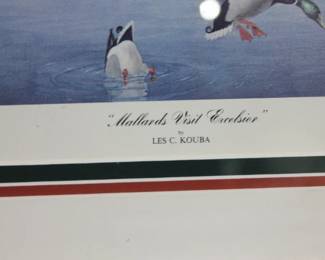 "Mallards Visit Excelsior"
by
LES C. KOUBA